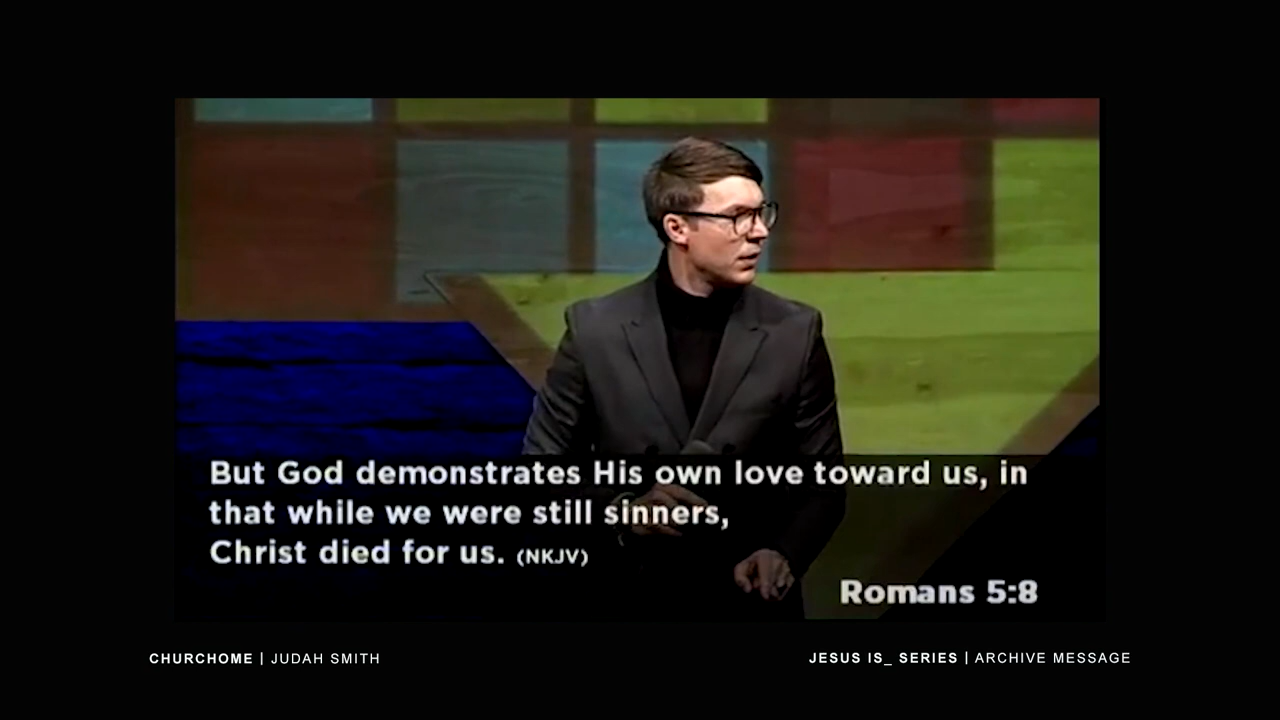 But God demonstrates His own love toward us, in
that while we were still sinners,
Christ died for us. (NKJV)
Romans 5:8
CHURCHOME | JUDAH SMITH
JESUS IS_ SERIES | ARCHIVE MESSAGE